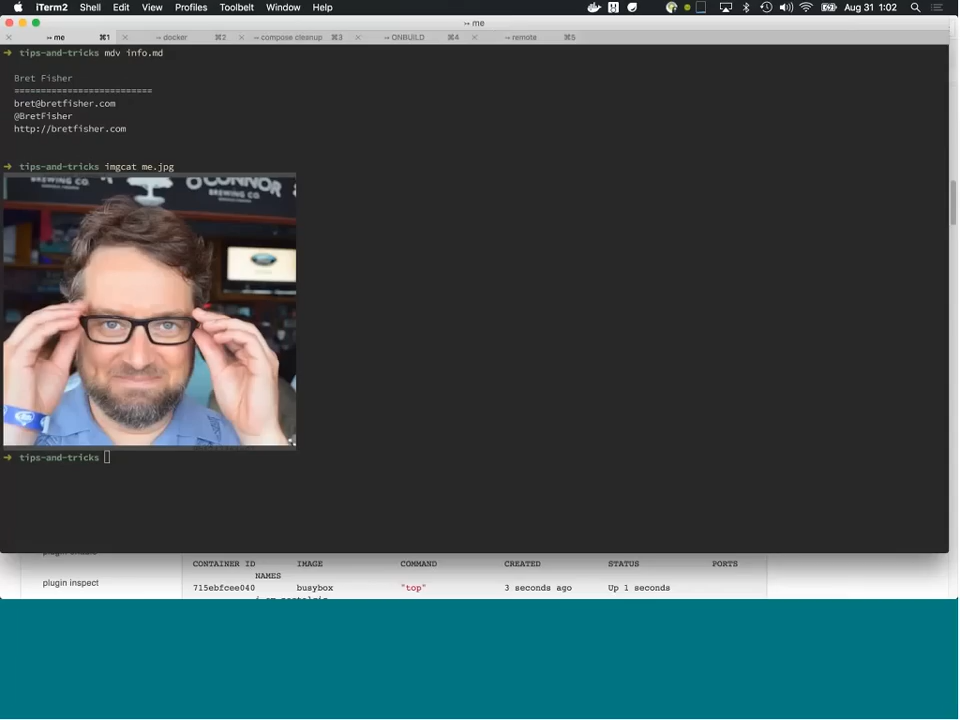 iTerm2 Shell Edit View Profiles Toolbelt Window Help Aug 31 1:02
me
me ⌘1 docker ⌘2 compose cleanup ⌘3 ONBUILD ⌘4 remote ⌘5
➜ tips-and-tricks mdv info.md
Bret Fisher
==========================
bret@bretfisher.com
@BretFisher
http://bretfisher.com
➜ tips-and-tricks imgcat me.jpg
BREWING CO. O'CONNOR
BREWING CO.
➜ tips-and-tricks
CONTAINER ID IMAGE COMMAND CREATED STATUS PORTS
NAMES
plugin inspect
715ebfcee040 busybox "top" 3 seconds ago Up 1 seconds